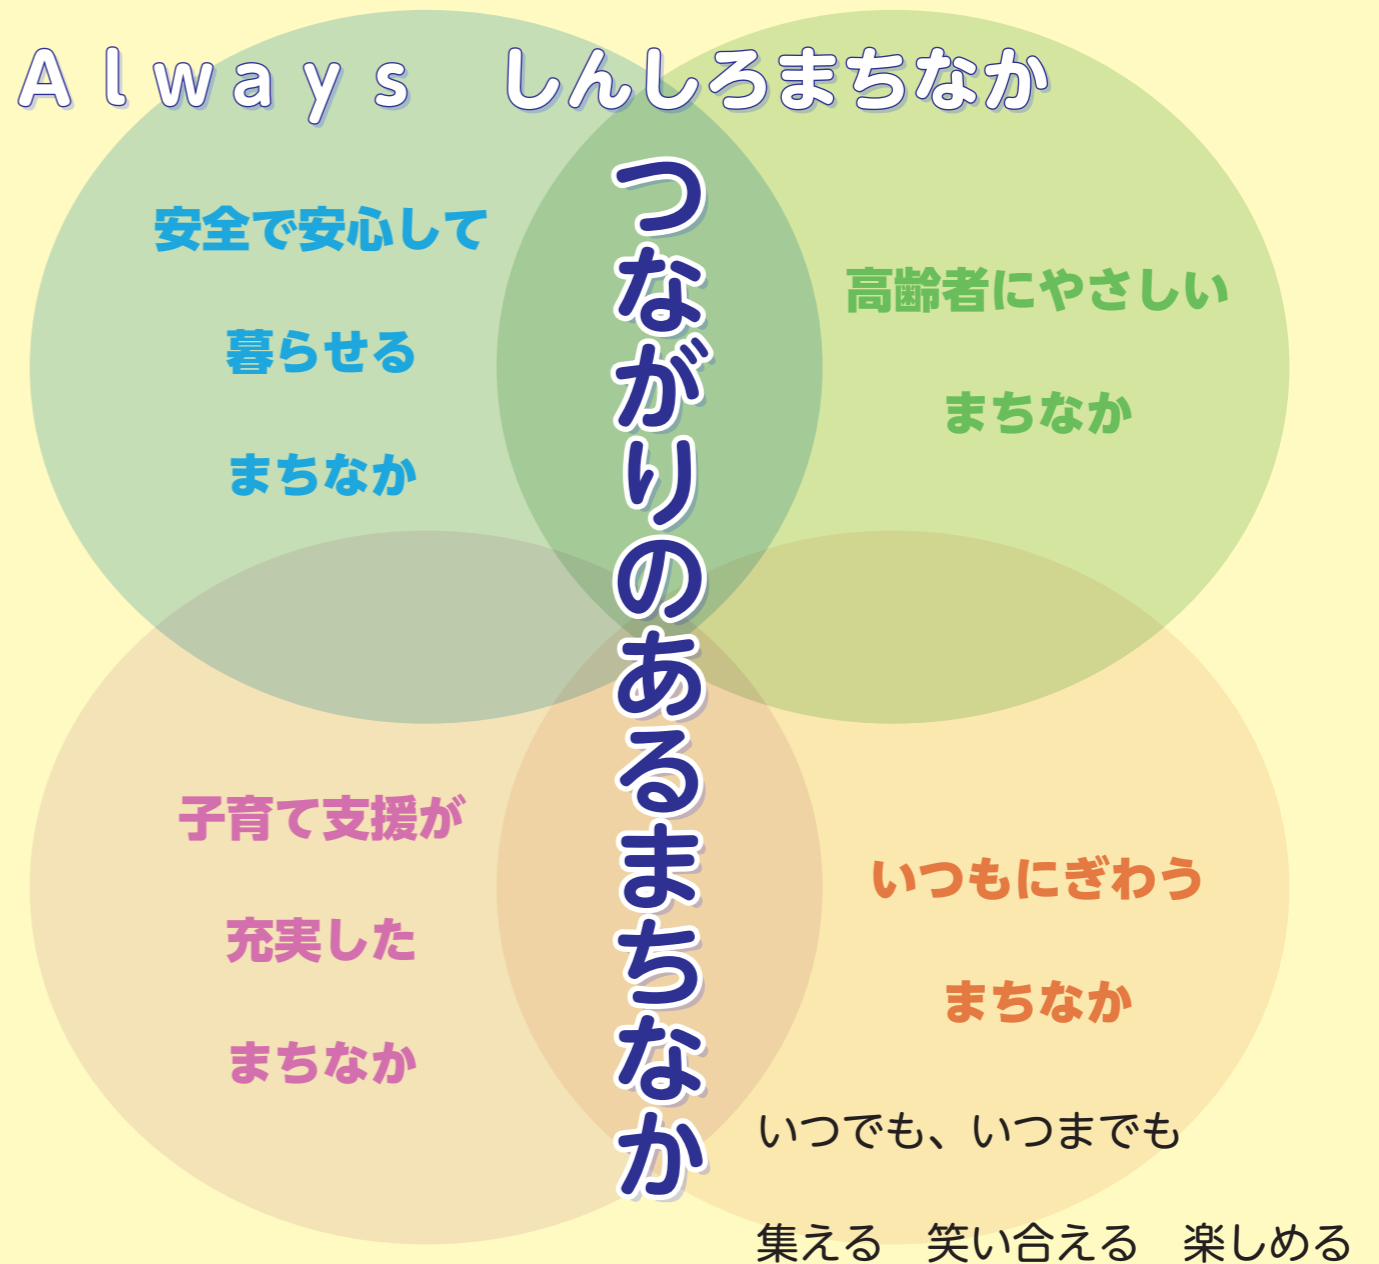 Ａｌｗａｙｓ　しんしろまちなか
安全で安心して
暮らせる
まちなか
高齢者にやさしい
まちなか
つながりのあるまちなか
子育て支援が
充実した
まちなか
いつもにぎわう
まちなか
いつでも、いつまでも
集える　笑い合える　楽しめる